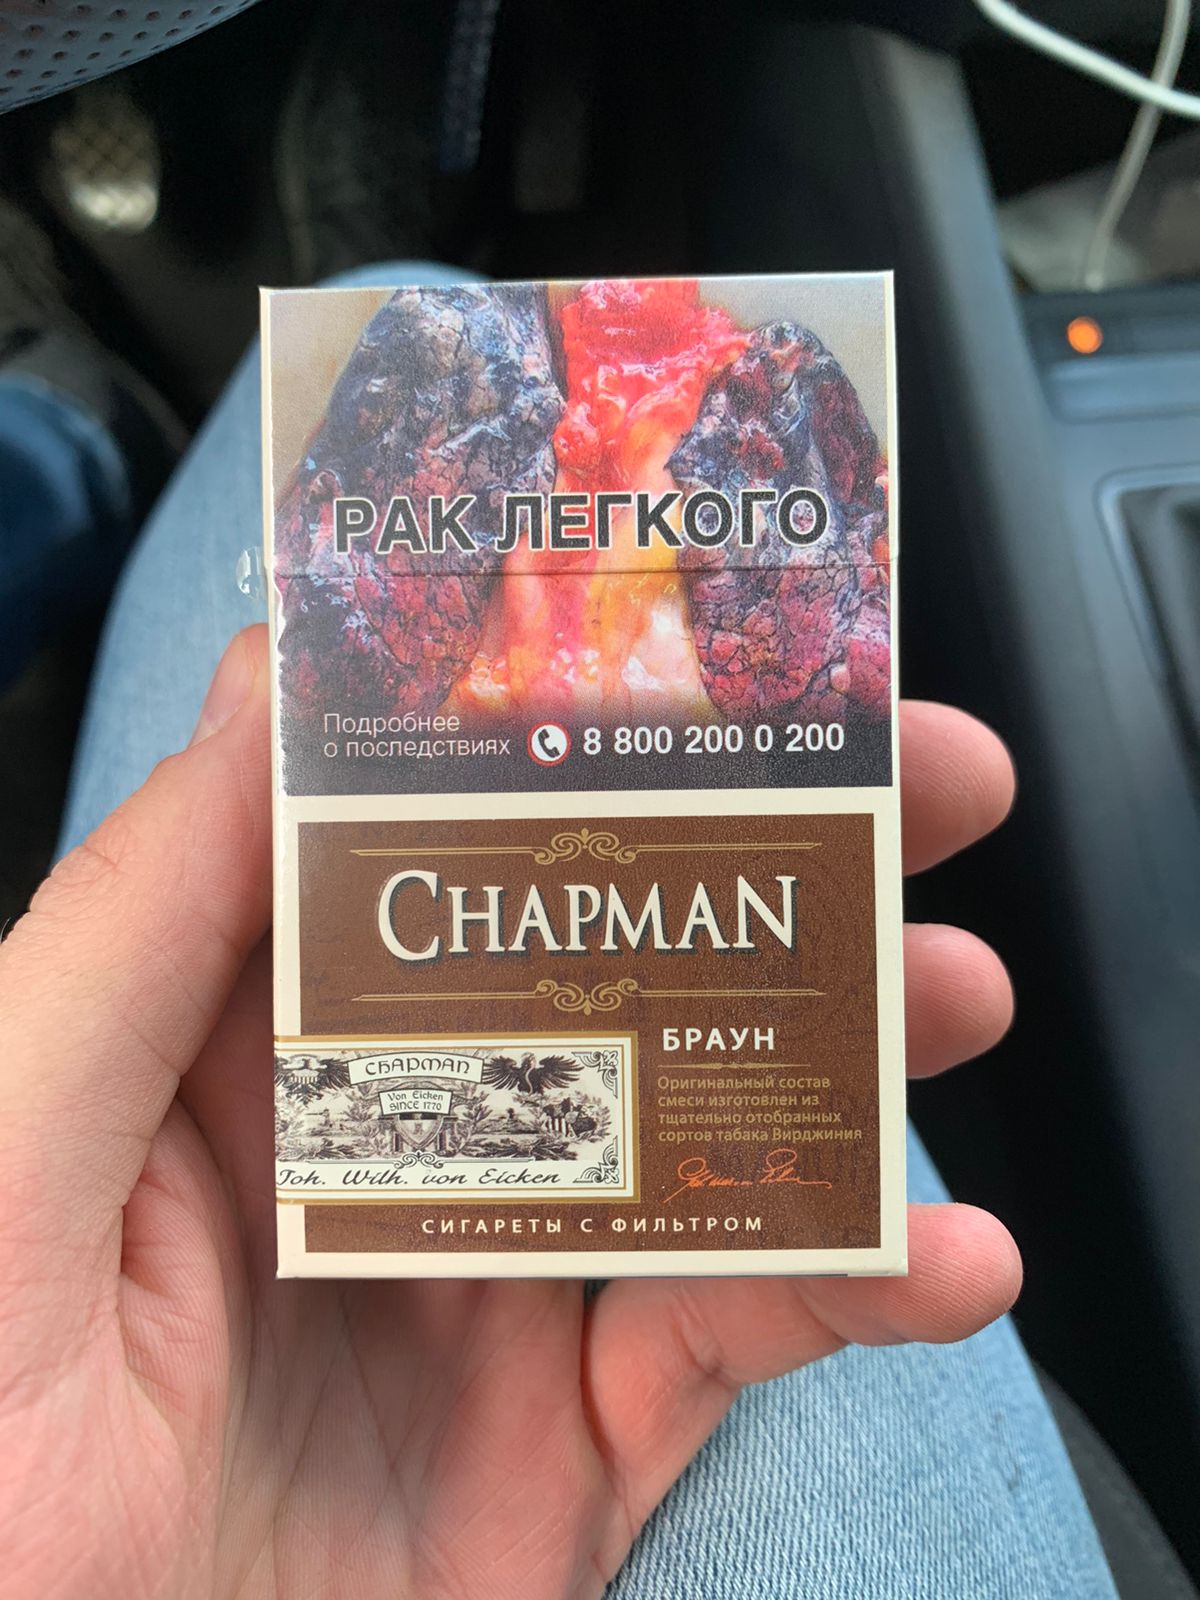 РАК ЛЕГКОГО
Подробнее
о последствиях
8 800 200 0 200
CHAPMAN
БРАУН
Оригинальный состав
смеси изготовлен из
тщательно отобранных
сортов табака Вирджиния
CHAPMAN
Von Eicken
SINCE 1770
Joh. Wilh. von Eicken
СИГАРЕТЫ С ФИЛЬТРОМ